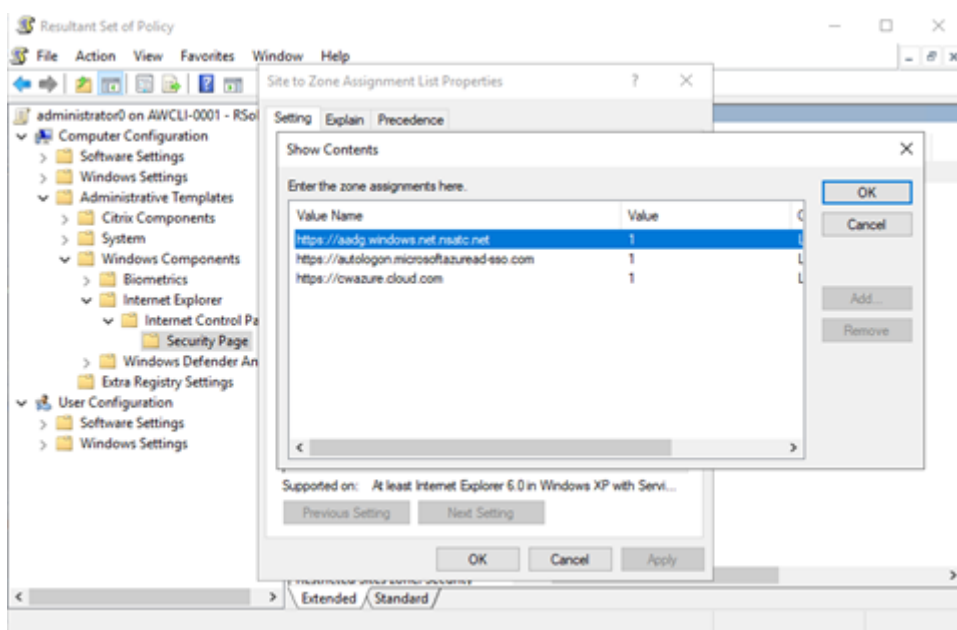 Resultant Set of Policy
File Action View Favorites Window Help
Site to Zone Assignment List Properties
administrator0 on AWCLI-0001 - RSo
Computer Configuration
Software Settings
Windows Settings
Administrative Templates
Citrix Components
System
Windows Components
Biometrics
Internet Explorer
Internet Control Pa
Security Page
Windows Defender An
Extra Registry Settings
User Configuration
Software Settings
Windows Settings
Setting Explain Precedence
Show Contents
Enter the zone assignments here.
Value Name Value
https://aadg.windows.net.nsatc.net 1
https://autologon.microsoftazuread-sso.com 1
https://cwazure.cloud.com 1
OK
Cancel
Add...
Remove
Supported on: At least Internet Explorer 6.0 in Windows XP with Servi...
Previous Setting Next Setting
OK Cancel Apply
Extended Standard